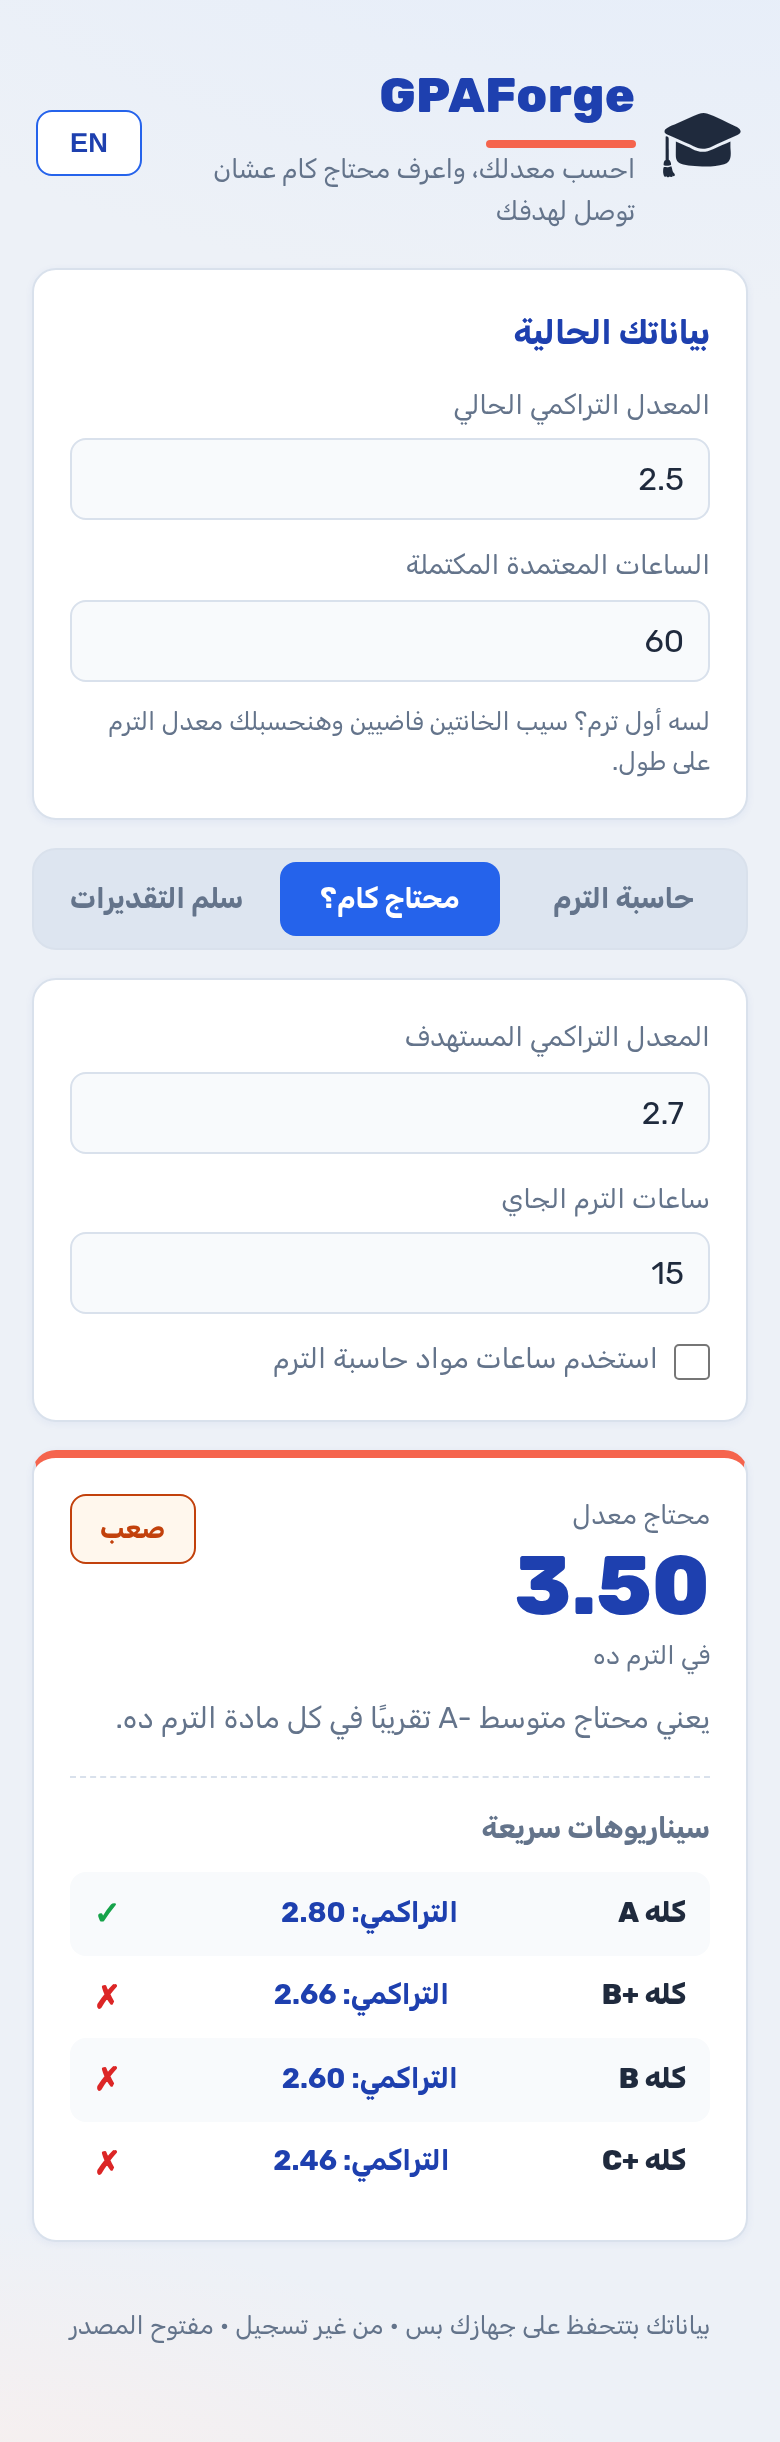 GPAForge
احسب معدلك، واعرف محتاج كام عشان
توصل لهدفك
EN
بياناتك الحالية
المعدل التراكمي الحالي
2.5
الساعات المعتمدة المكتملة
60
لسه أول ترم؟ سيب الخانتين فاضيين وهنحسبلك معدل الترم
على طول.
حاسبة الترم
محتاج كام؟
سلم التقديرات
المعدل التراكمي المستهدف
2.7
ساعات الترم الجاي
15
استخدم ساعات مواد حاسبة الترم
محتاج معدل
صعب
3.50
في الترم ده
يعني محتاج متوسط A- تقريبًا في كل مادة الترم ده.
سيناريوهات سريعة
كله A التراكمي: 2.80 ✓
كله B+ التراكمي: 2.66 ✗
كله B التراكمي: 2.60 ✗
كله C+ التراكمي: 2.46 ✗
بياناتك بتتحفظ على جهازك بس • من غير تسجيل • مفتوح المصدر